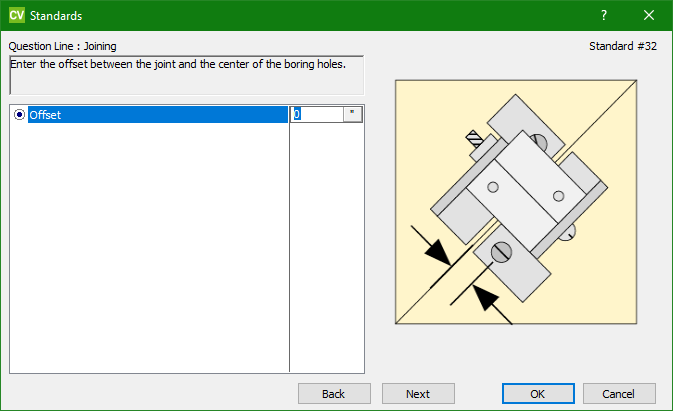 CV Standards ?
Question Line : Joining Standard #32
Enter the offset between the joint and the center of the boring holes.
Offset 0 "
Back Next OK Cancel